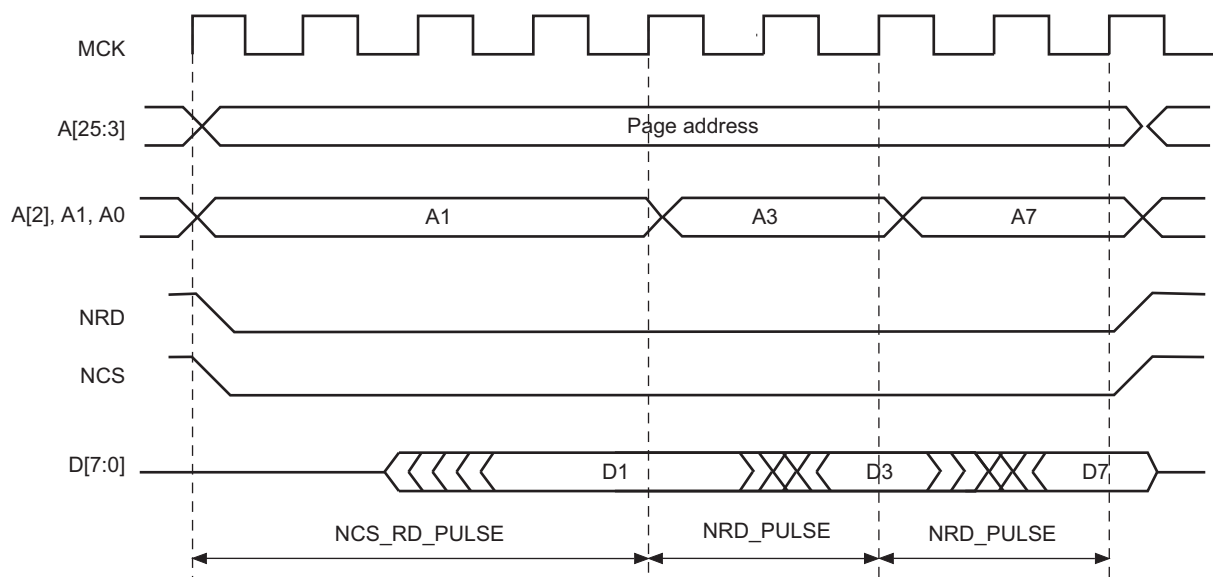 MCK
A[25:3] Page address
A[2], A1, A0 A1 A3 A7
NRD
NCS
D[7:0] D1 D3 D7
NCS_RD_PULSE NRD_PULSE NRD_PULSE